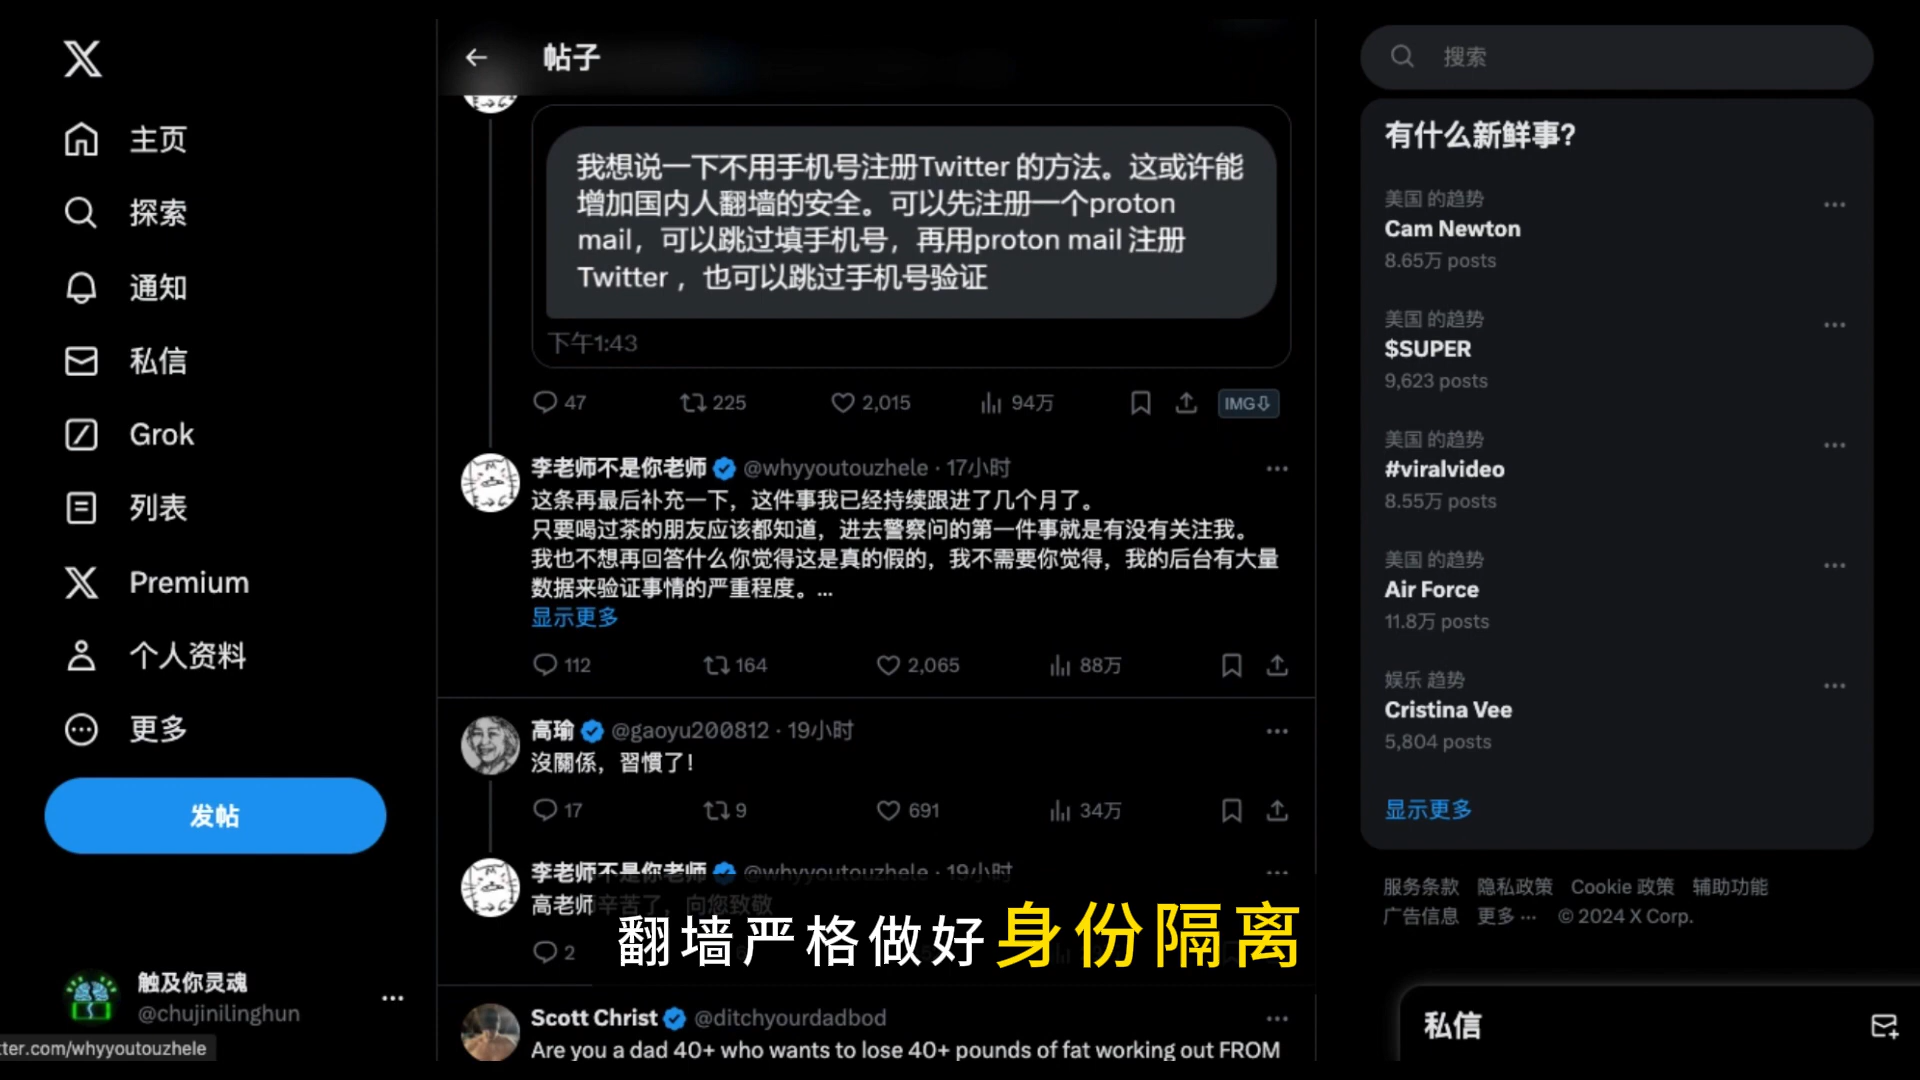 主页
探索
通知
私信
Grok
列表
Premium
个人资料
更多
发帖
触及你灵魂
@chujinilinghun
ter.com/whyyoutouzhele
帖子
我想说一下不用手机号注册Twitter 的方法。这或许能
增加国内人翻墙的安全。可以先注册一个proton
mail，可以跳过填手机号，再用proton mail 注册
Twitter ，也可以跳过手机号验证
下午1:43
47 225 2,015 94万 IMG
李老师不是你老师 @whyyoutouzhele · 17小时
这条再最后补充一下，这件事我已经持续跟进了几个月了。
只要喝过茶的朋友应该都知道，进去警察问的第一件事就是有没有关注我。
我也不想再回答什么你觉得这是真的假的，我不需要你觉得，我的后台有大量
数据来验证事情的严重程度。...
显示更多
112 164 2,065 88万
高瑜 @gaoyu200812 · 19小时
沒關係，習慣了！
17 9 691 34万
李老师不是你老师 @whyyoutouzhele · 19小时
高老师辛苦了，向您致敬
2
翻墙严格做好身份隔离
Scott Christ @ditchyourdadbod
Are you a dad 40+ who wants to lose 40+ pounds of fat working out FROM
搜索
有什么新鲜事?
美国 的趋势
Cam Newton
8.65万 posts
美国 的趋势
$SUPER
9,623 posts
美国 的趋势
#viralvideo
8.55万 posts
美国 的趋势
Air Force
11.8万 posts
娱乐 趋势
Cristina Vee
5,804 posts
显示更多
服务条款 隐私政策 Cookie 政策 辅助功能
广告信息 更多 ··· © 2024 X Corp.
私信